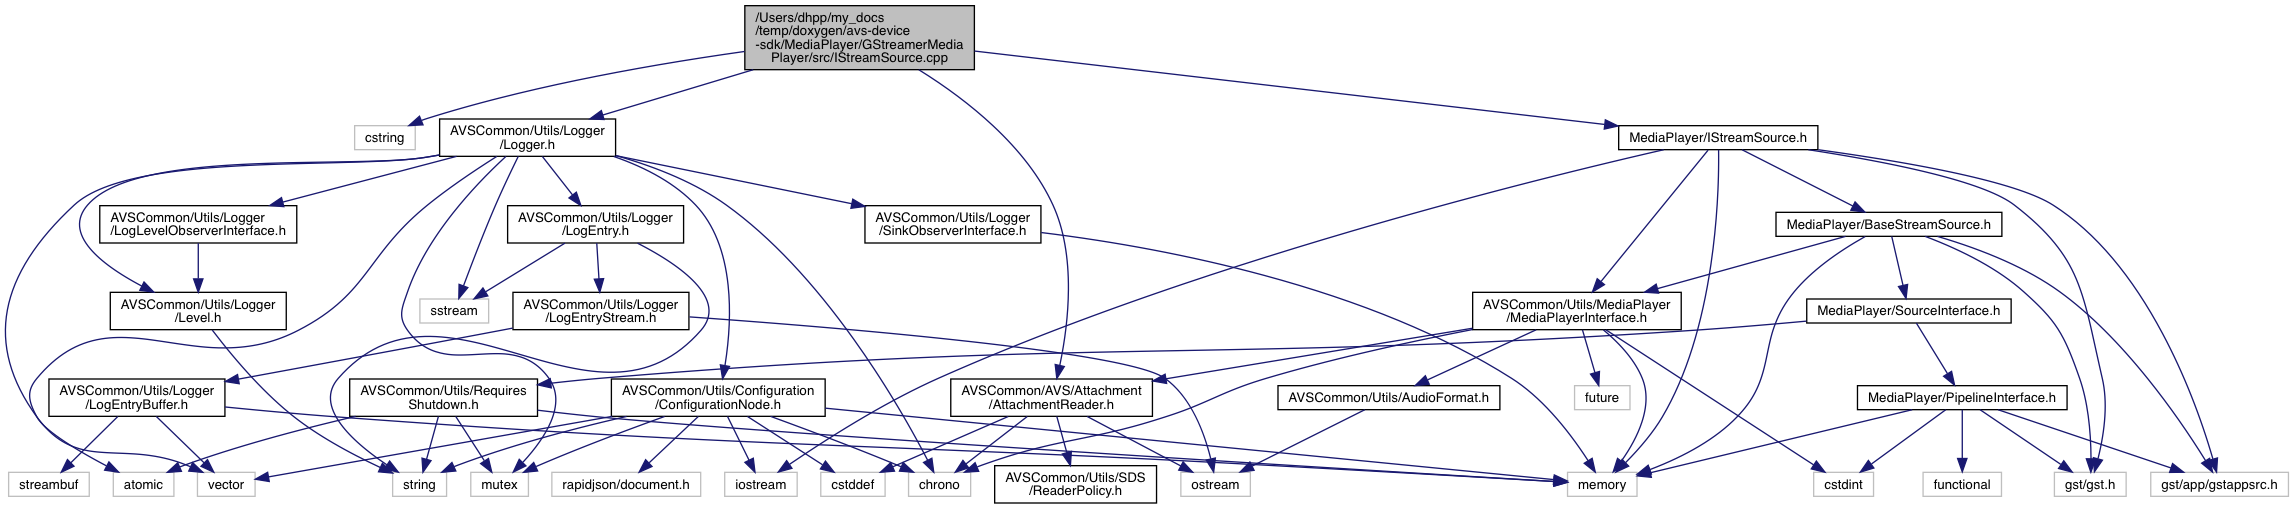 /Users/dhpp/my_docs
/temp/doxygen/avs-device
-sdk/MediaPlayer/GStreamerMedia
Player/src/IStreamSource.cpp
cstring
AVSCommon/Utils/Logger
/Logger.h
MediaPlayer/IStreamSource.h
AVSCommon/Utils/Logger
/LogLevelObserverInterface.h
AVSCommon/Utils/Logger
/LogEntry.h
AVSCommon/Utils/Logger
/SinkObserverInterface.h
MediaPlayer/BaseStreamSource.h
AVSCommon/Utils/Logger
/Level.h
sstream
AVSCommon/Utils/Logger
/LogEntryStream.h
AVSCommon/Utils/MediaPlayer
/MediaPlayerInterface.h
MediaPlayer/SourceInterface.h
AVSCommon/Utils/Logger
/LogEntryBuffer.h
AVSCommon/Utils/Requires
Shutdown.h
AVSCommon/Utils/Configuration
/ConfigurationNode.h
AVSCommon/AVS/Attachment
/AttachmentReader.h
AVSCommon/Utils/AudioFormat.h
future
MediaPlayer/PipelineInterface.h
streambuf
atomic
vector
string
mutex
rapidjson/document.h
iostream
cstddef
chrono
AVSCommon/Utils/SDS
/ReaderPolicy.h
ostream
memory
cstdint
functional
gst/gst.h
gst/app/gstappsrc.h